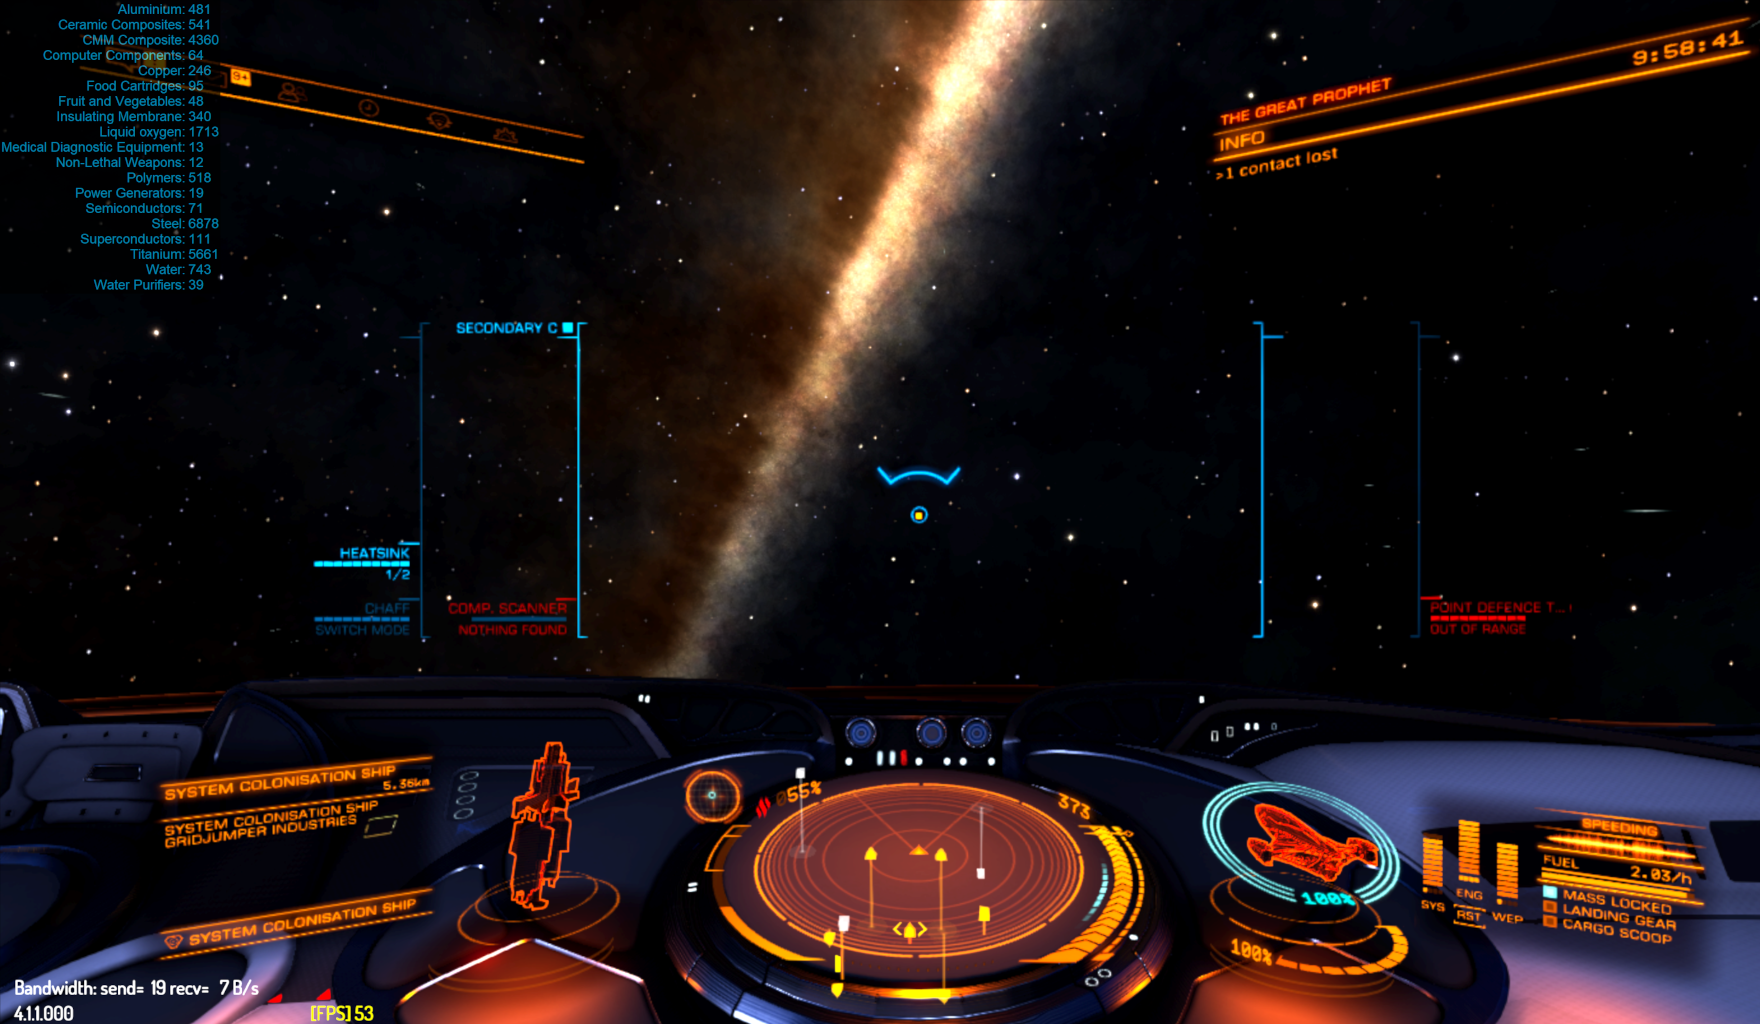 Aluminium: 481
Ceramic Composites: 541
CMM Composite: 4360
Computer Components: 64
Copper: 246
Food Cartridges: 95
Fruit and Vegetables: 48
Insulating Membrane: 340
Liquid oxygen: 1713
Medical Diagnostic Equipment: 13
Non-Lethal Weapons: 12
Polymers: 518
Power Generators: 19
Semiconductors: 71
Steel: 6878
Superconductors: 111
Titanium: 5661
Water: 743
Water Purifiers: 39
9+
9:58:41
THE GREAT PROPHET
INFO
>1 contact lost
SECONDARY C
HEATSINK
1/2
CHAFF
SWITCH MODE
COMP. SCANNER
NOTHING FOUND
POINT DEFENCE T...
OUT OF RANGE
SYSTEM COLONISATION SHIP
5.36km
SYSTEM COLONISATION SHIP
GRIDJUMPER INDUSTRIES
SYSTEM COLONISATION SHIP
55%
373
100%
100%
SYS
ENG
RST
WEP
SPEEDING
FUEL
2.03/h
MASS LOCKED
LANDING GEAR
CARGO SCOOP
Bandwidth: send= 19 recv= 7 B/s
4.1.1.000
[FPS] 53